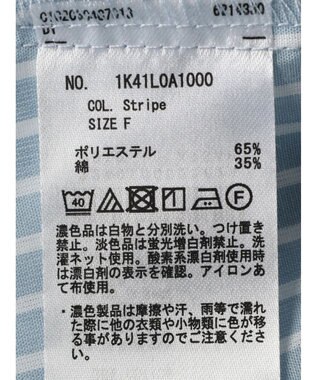 NO. 1K41L0A1000
COL. Stripe
SIZE F
ポリエステル 65%
綿 35%
40
F
濃色品は白物と分別洗い。つけ置き
禁止。淡色品は蛍光増白剤禁止。洗
濯ネット使用。酸素系漂白剤使用時
は漂白剤の表示を確認。アイロンあ
て布使用。
・濃色製品は摩擦や汗、雨等で濡れ
た際に他の衣類や小物類に色が移
る事が ありますのでご注意下さ
い。